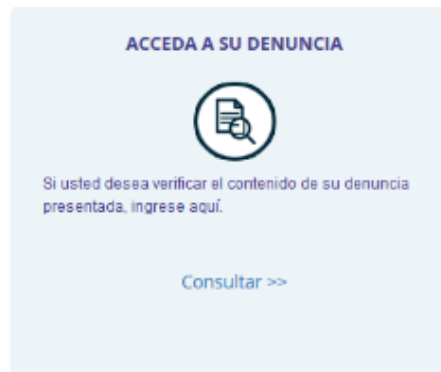 ACCEDA A SU DENUNCIA
Si usted desea verificar el contenido de su denuncia
presentada, ingrese aquí.
Consultar >>